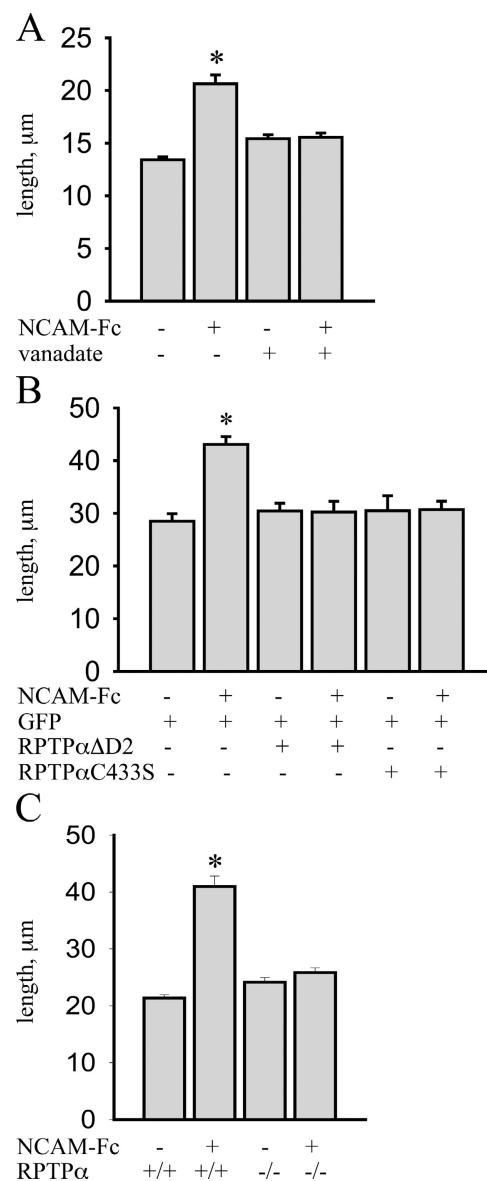 A
25
20
15
10
5
0
length, μm
*
NCAM-Fc - + - +
vanadate - - + +
B
50
40
30
20
10
0
length, μm
*
NCAM-Fc - + - + - +
GFP + + + + + +
RPTPαΔD2 - - + + - -
RPTPαC433S - - - - + +
C
50
40
30
20
10
0
length, μm
*
NCAM-Fc - + - +
RPTPα +/+ +/+ -/- -/-